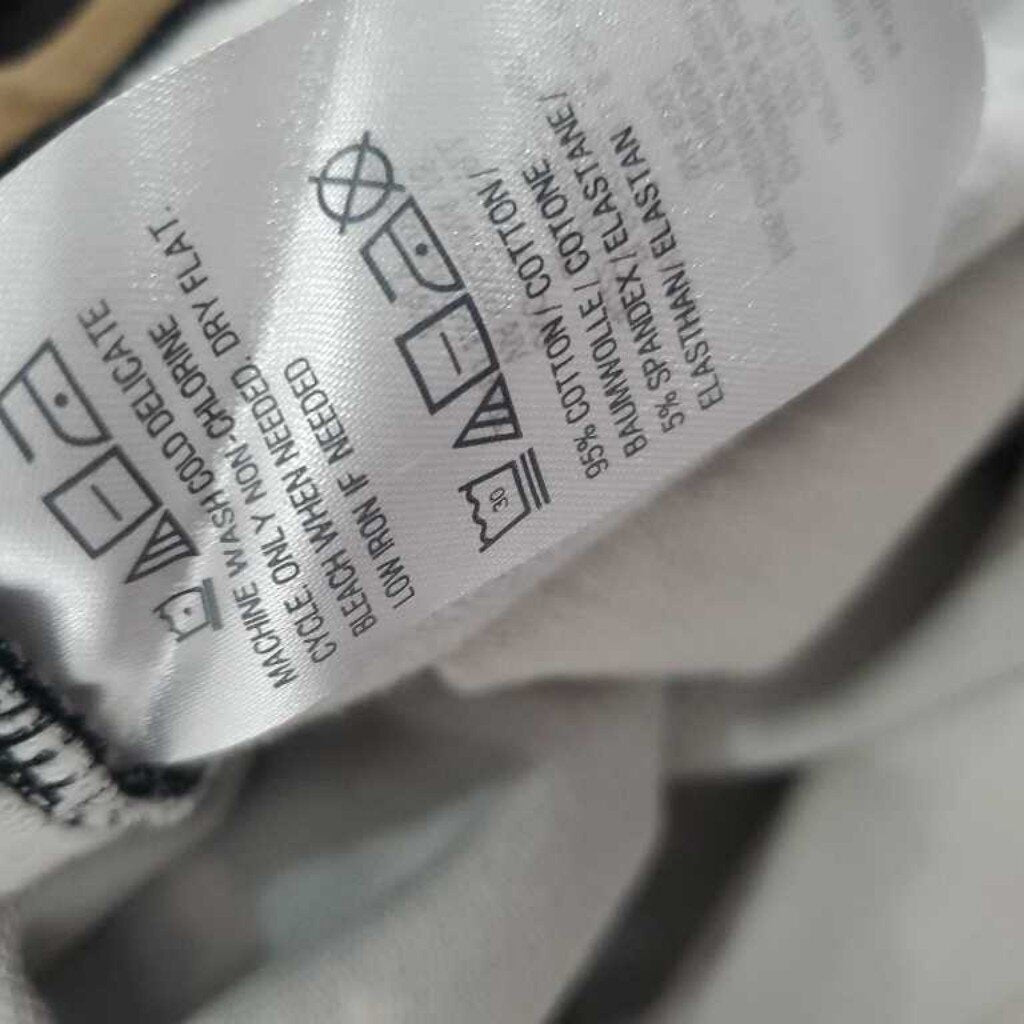 MACHINE WASH COLD DELICATE
CYCLE. ONLY NON-CHLORINE
BLEACH WHEN NEEDED. DRY FLAT.
LOW IRON IF NEEDED
30
95% COTTON / COTTON / COTTON /
BAUMWOLLE / COTONE
5% SPANDEX / ELASTANE /
ELASTHAN/ ELASTAN